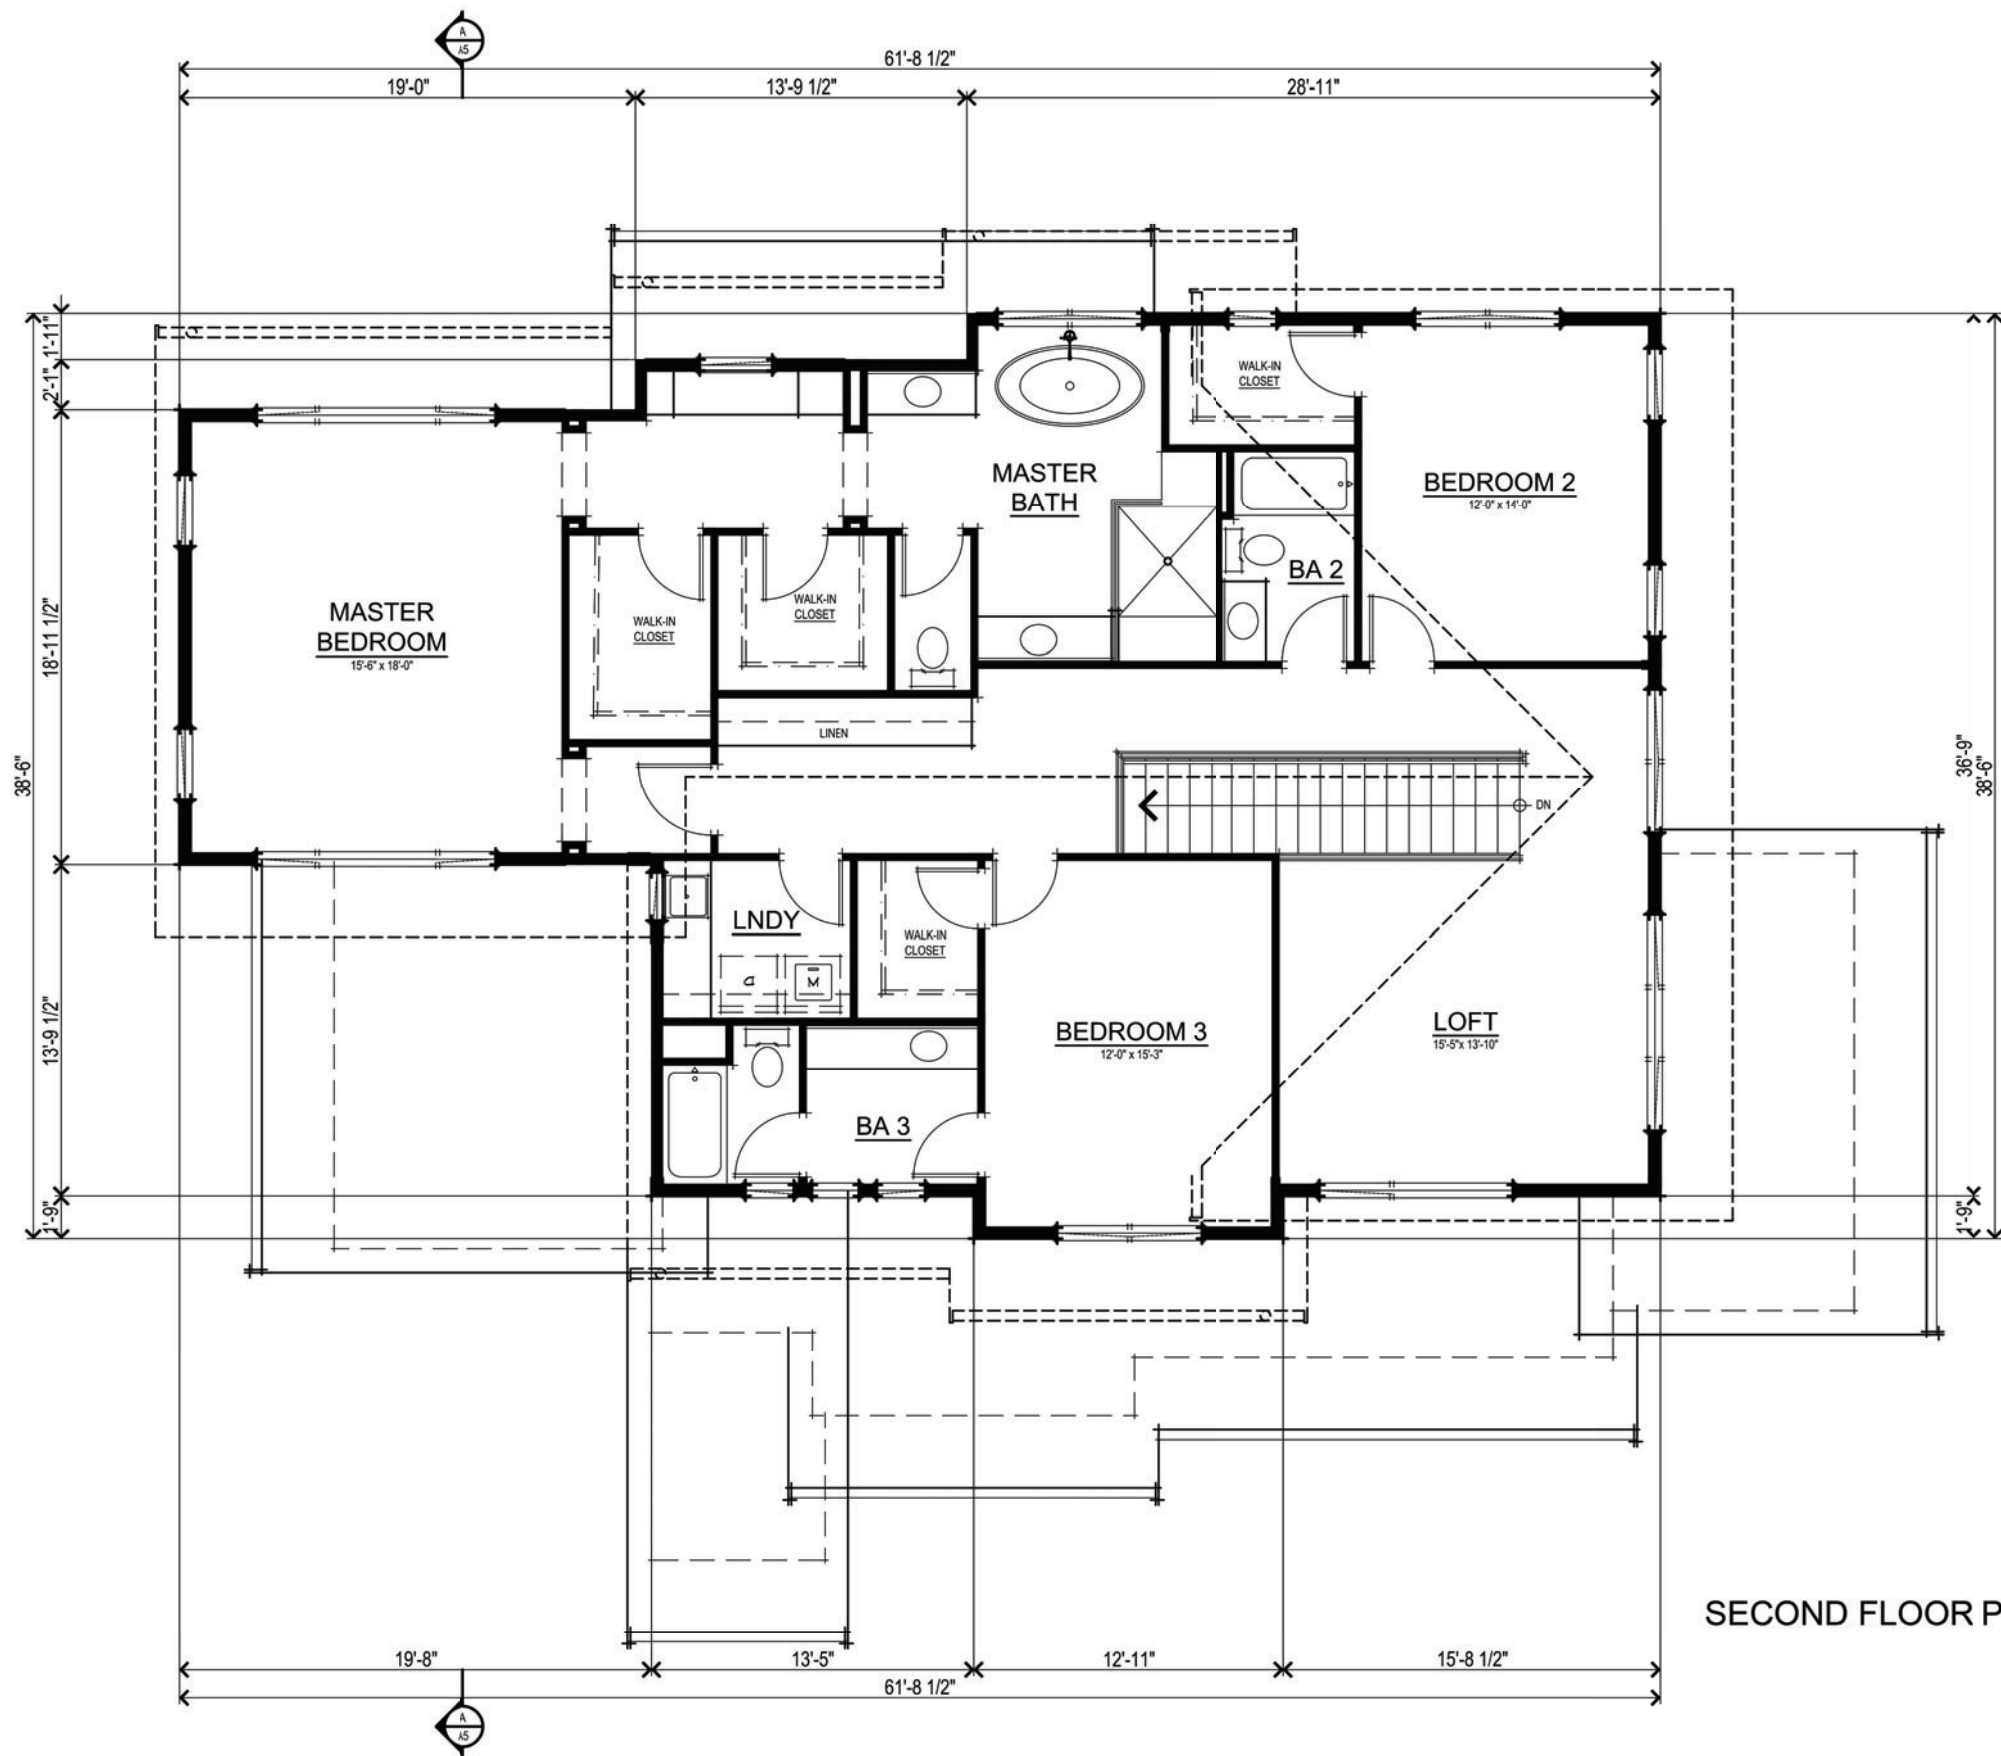 A
A5
61'-8 1/2"
19'-0"
13'-9 1/2"
28'-11"
1'-11"
2'-1"
18'-11 1/2"
38'-6"
13'-9 1/2"
1'-9"
36'-9"
38'-6"
1'-9"
WALK-IN
CLOSET
MASTER
BATH
BEDROOM 2
12'-0" x 14'-0"
BA 2
MASTER
BEDROOM
15'-6" x 18'-0"
WALK-IN
CLOSET
WALK-IN
CLOSET
LINEN
DN
LNDY
WALK-IN
CLOSET
M
BEDROOM 3
12'-0" x 15'-3"
LOFT
15'-5"x 13'-10"
BA 3
SECOND FLOOR P
19'-8"
13'-5"
12'-11"
15'-8 1/2"
61'-8 1/2"
A
A5